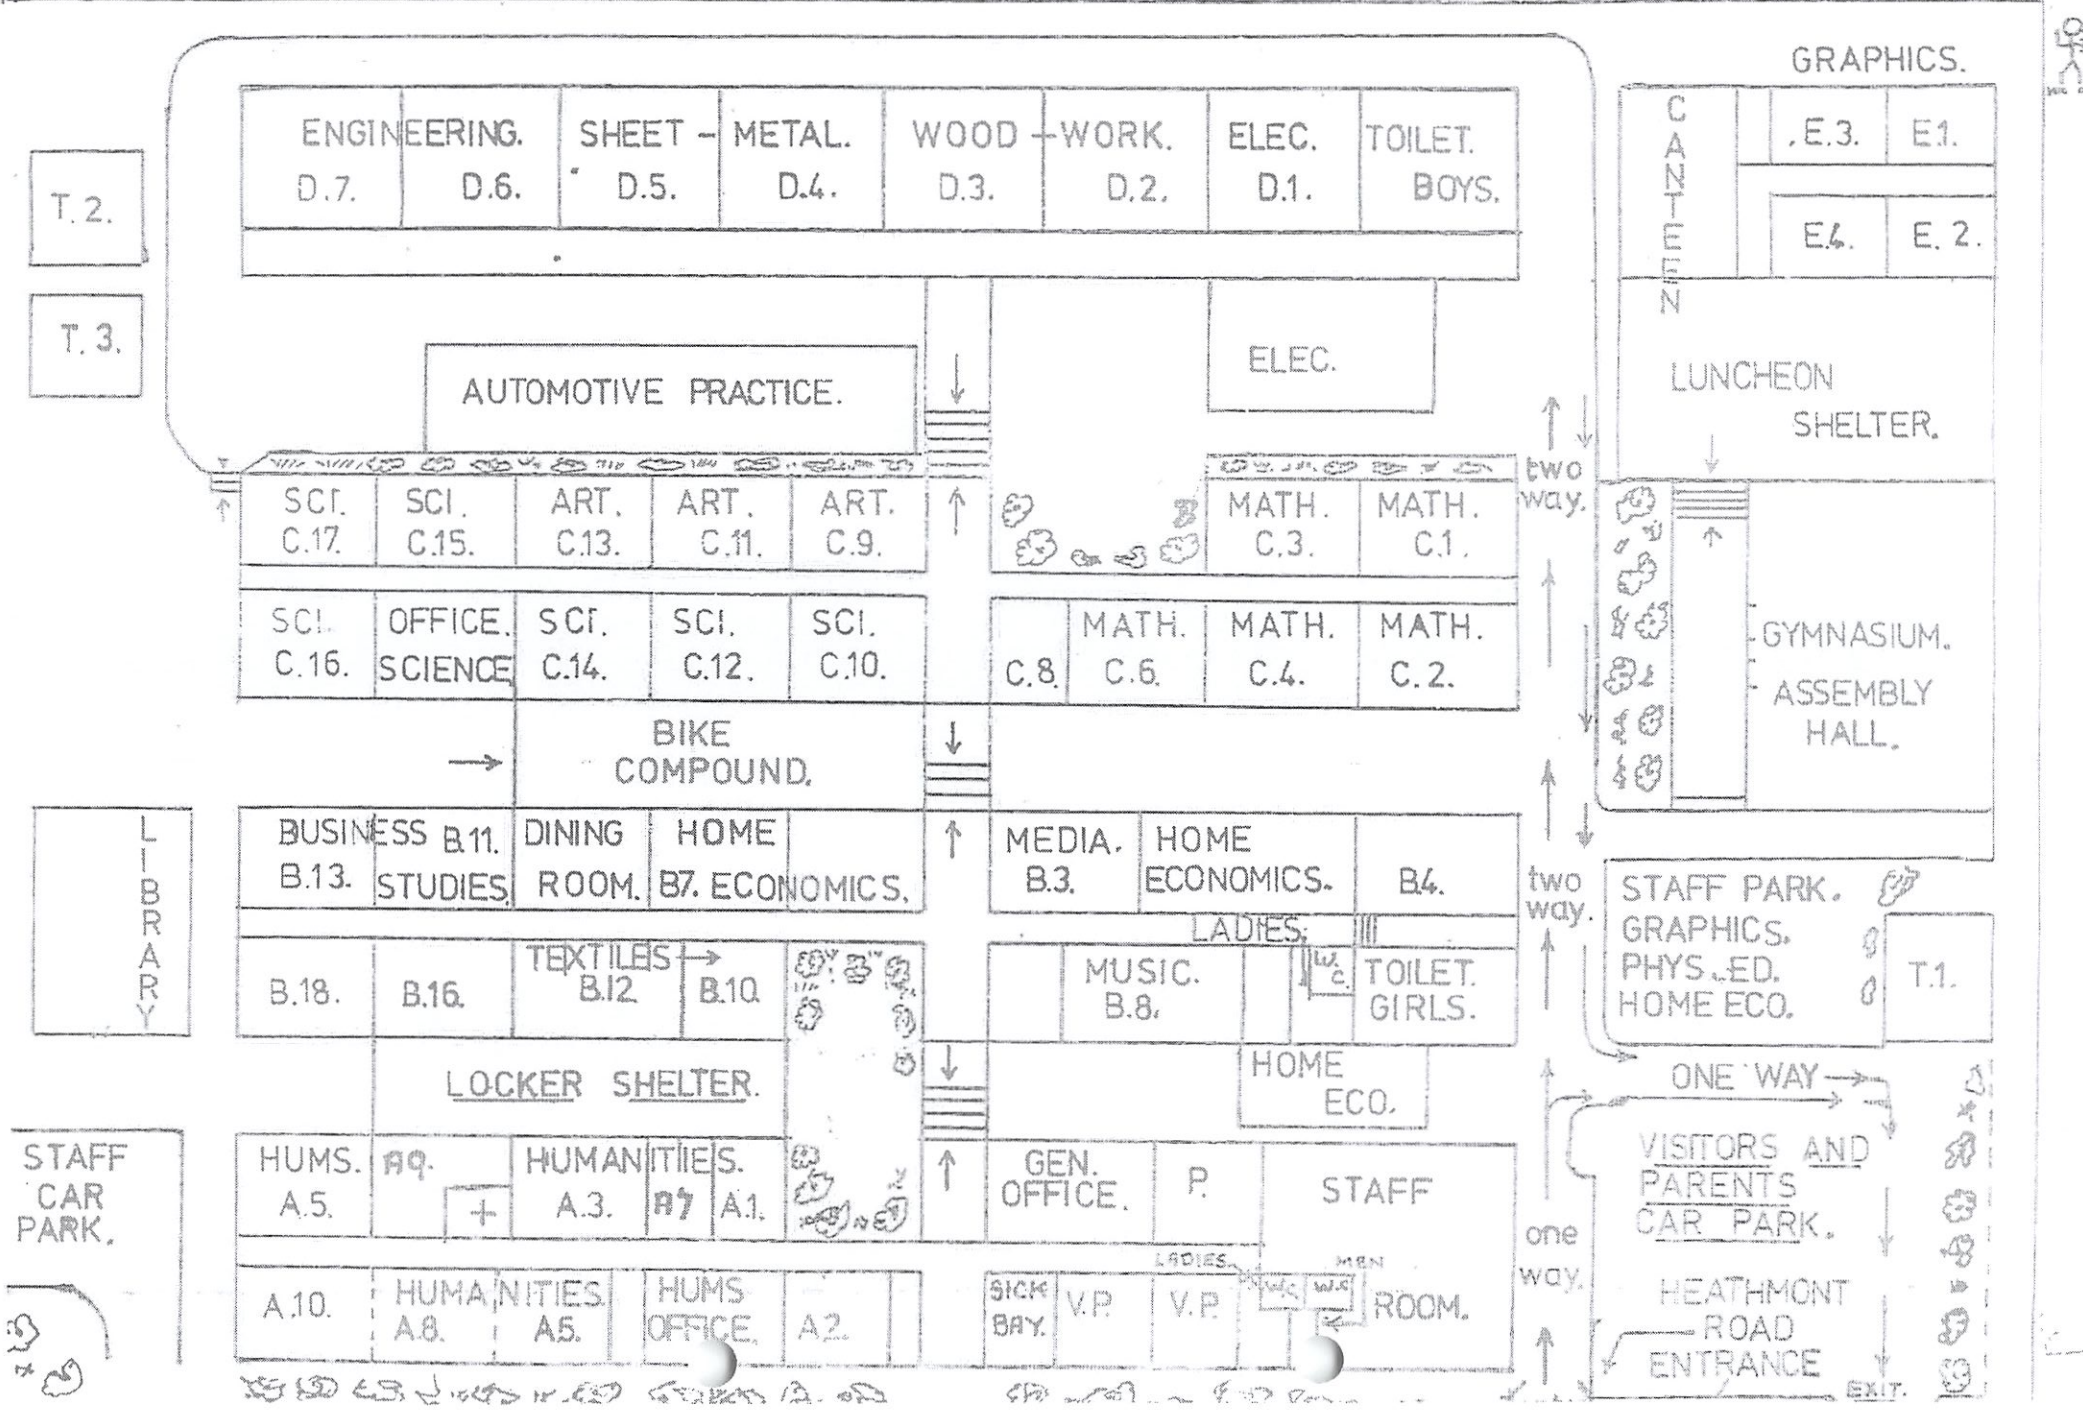 GRAPHICS.
ENGINEERING. SHEET - METAL. WOOD - WORK. ELEC. TOILET.
D.7. D.6. D.5. D.4. D.3. D.2. D.1. BOYS.
CANTEEN
.E.3. E.1.
E.4. E.2.
T.2.
T.3.
AUTOMOTIVE PRACTICE.
ELEC.
LUNCHEON
SHELTER.
two
way.
SCI. SCI. ART. ART. ART. MATH. MATH.
C.17. C.15. C.13. C.11. C.9. C.3. C.1.
SCI. OFFICE. SCI. SCI. SCI. MATH. MATH. MATH.
C.16. SCIENCE C.14. C.12. C.10. C.8. C.6. C.4. C.2.
GYMNASIUM.
ASSEMBLY
HALL.
BIKE
COMPOUND.
LIBRARY
BUSINESS B.11. DINING HOME MEDIA. HOME
B.13. STUDIES. ROOM. B7. ECONOMICS. B.3. ECONOMICS. B.4.
two
way.
STAFF PARK.
GRAPHICS.
PHYS. ED.
HOME ECO.
T.1.
LADIES.
TEXTILES
B.18. B.16. B.12 B.10.
MUSIC.
B.8.
W.
C.
TOILET.
GIRLS.
LOCKER SHELTER.
HOME
ECO.
ONE WAY
STAFF
CAR
PARK.
HUMS. A9. HUMANITIES. GEN. P. STAFF
A.5. + A.3. A7 A.1. OFFICE.
VISITORS AND
PARENTS
CAR PARK.
one
way.
LADIES. MEN
HUMANITIES. HUMS SICK V.P. V.P. W.C. W.C ROOM.
A.10. A.8. A.5. OFFICE. A2. BAY.
HEATHMONT
ROAD
ENTRANCE
EXIT.